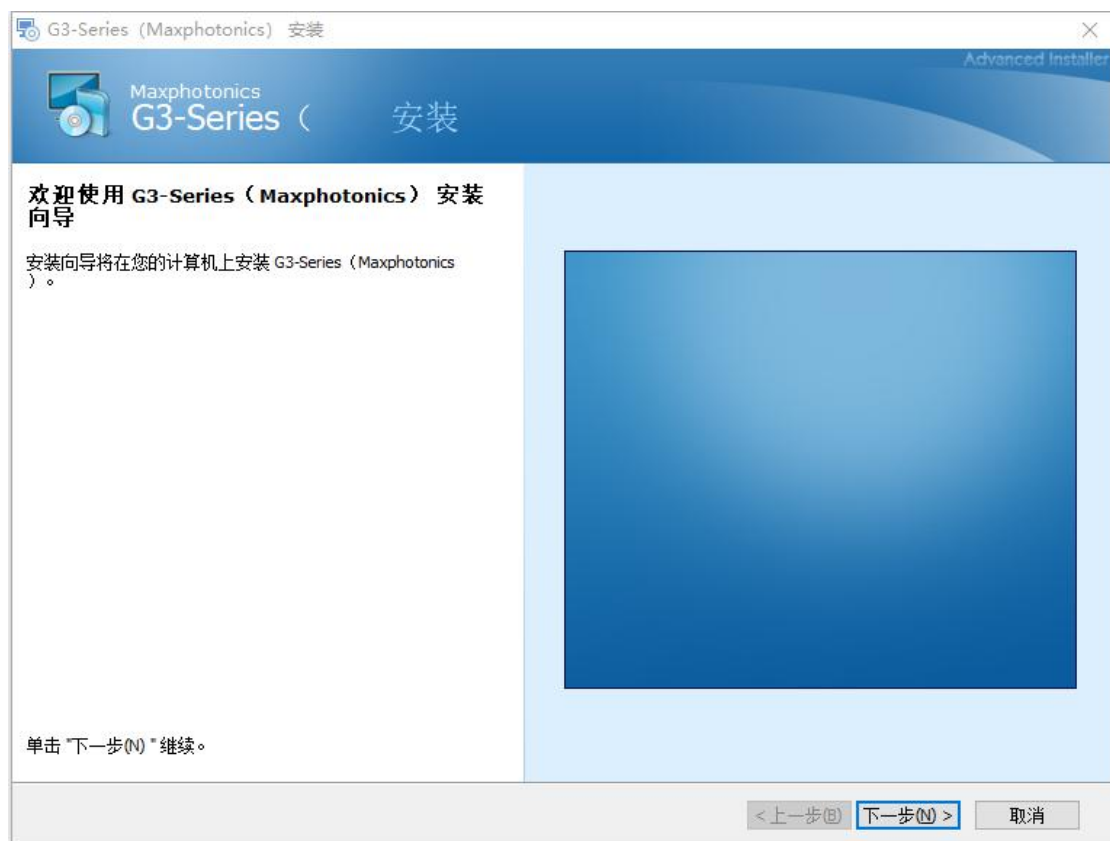 G3-Series（Maxphotonics） 安装
Advanced Installer
Maxphotonics
G3-Series（ 安装
欢迎使用 G3-Series（Maxphotonics） 安装
向导
安装向导将在您的计算机上安装 G3-Series（Maxphotonics
）。
单击 "下一步(N) " 继续。
< 上一步(B)
下一步(N) >
取消